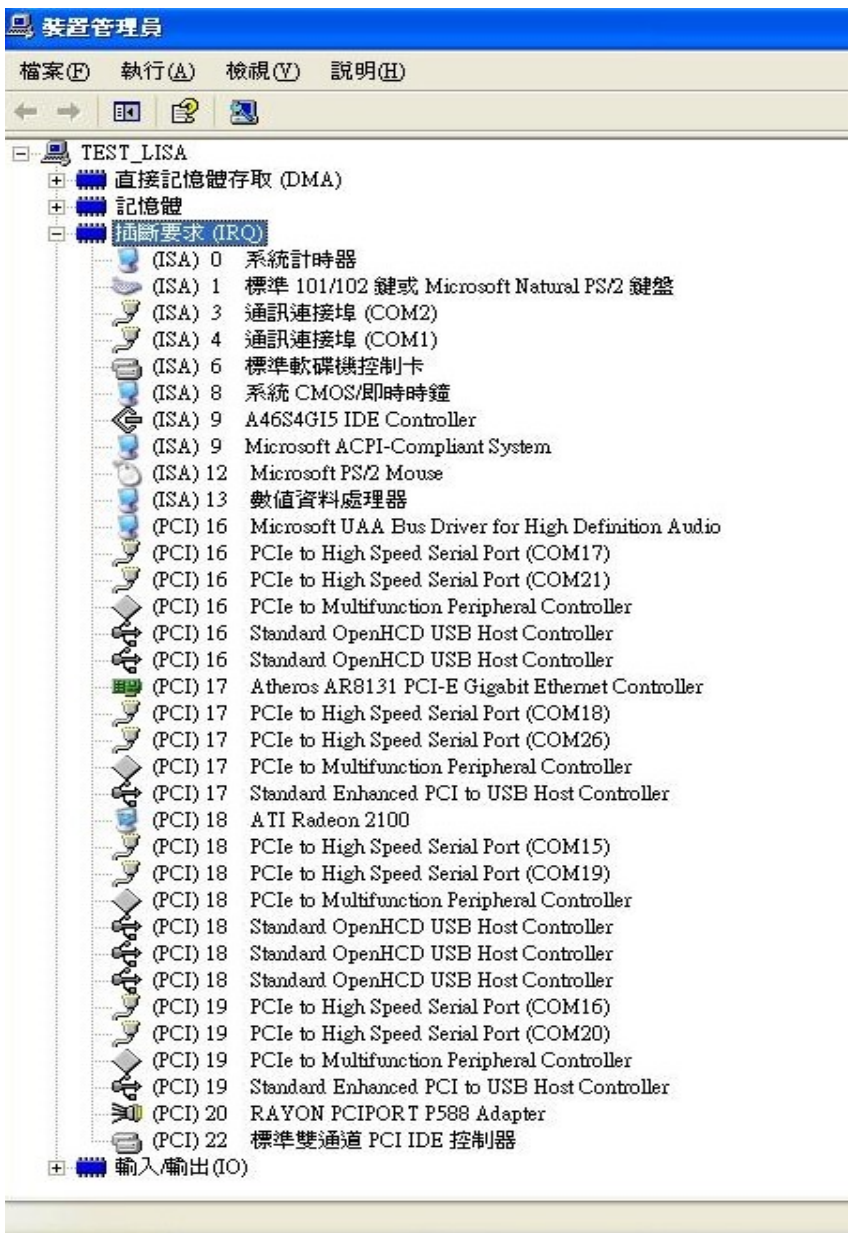 裝置管理員
檔案(F) 執行(A) 檢視(V) 說明(H)
TEST_LISA
直接記憶體存取 (DMA)
記憶體
插斷要求 (IRQ)
(ISA) 0 系統計時器
(ISA) 1 標準 101/102 鍵或 Microsoft Natural PS/2 鍵盤
(ISA) 3 通訊連接埠 (COM2)
(ISA) 4 通訊連接埠 (COM1)
(ISA) 6 標準軟碟機控制卡
(ISA) 8 系統 CMOS/即時時鐘
(ISA) 9 A46S4GI5 IDE Controller
(ISA) 9 Microsoft ACPI-Compliant System
(ISA) 12 Microsoft PS/2 Mouse
(ISA) 13 數值資料處理器
(PCI) 16 Microsoft UAA Bus Driver for High Definition Audio
(PCI) 16 PCIe to High Speed Serial Port (COM17)
(PCI) 16 PCIe to High Speed Serial Port (COM21)
(PCI) 16 PCIe to Multifunction Peripheral Controller
(PCI) 16 Standard OpenHCD USB Host Controller
(PCI) 16 Standard OpenHCD USB Host Controller
(PCI) 17 Atheros AR8131 PCI-E Gigabit Ethernet Controller
(PCI) 17 PCIe to High Speed Serial Port (COM18)
(PCI) 17 PCIe to High Speed Serial Port (COM26)
(PCI) 17 PCIe to Multifunction Peripheral Controller
(PCI) 17 Standard Enhanced PCI to USB Host Controller
(PCI) 18 ATI Radeon 2100
(PCI) 18 PCIe to High Speed Serial Port (COM15)
(PCI) 18 PCIe to High Speed Serial Port (COM19)
(PCI) 18 PCIe to Multifunction Peripheral Controller
(PCI) 18 Standard OpenHCD USB Host Controller
(PCI) 18 Standard OpenHCD USB Host Controller
(PCI) 18 Standard OpenHCD USB Host Controller
(PCI) 19 PCIe to High Speed Serial Port (COM16)
(PCI) 19 PCIe to High Speed Serial Port (COM20)
(PCI) 19 PCIe to Multifunction Peripheral Controller
(PCI) 19 Standard Enhanced PCI to USB Host Controller
(PCI) 20 RAYON PCIPORT P588 Adapter
(PCI) 22 標準雙通道 PCI IDE 控制器
輸入/輸出(IO)